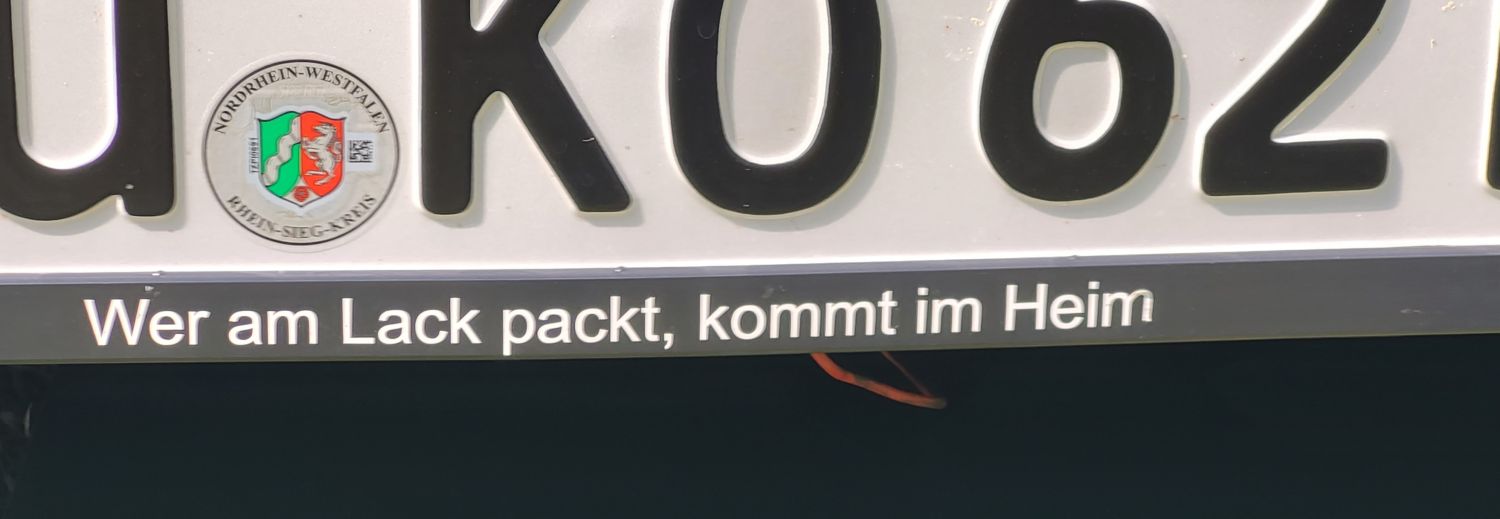 U KO 62
NORDRHEIN-WESTFALEN
RHEIN-SIEG-KREIS
Wer am Lack packt, kommt im Heim